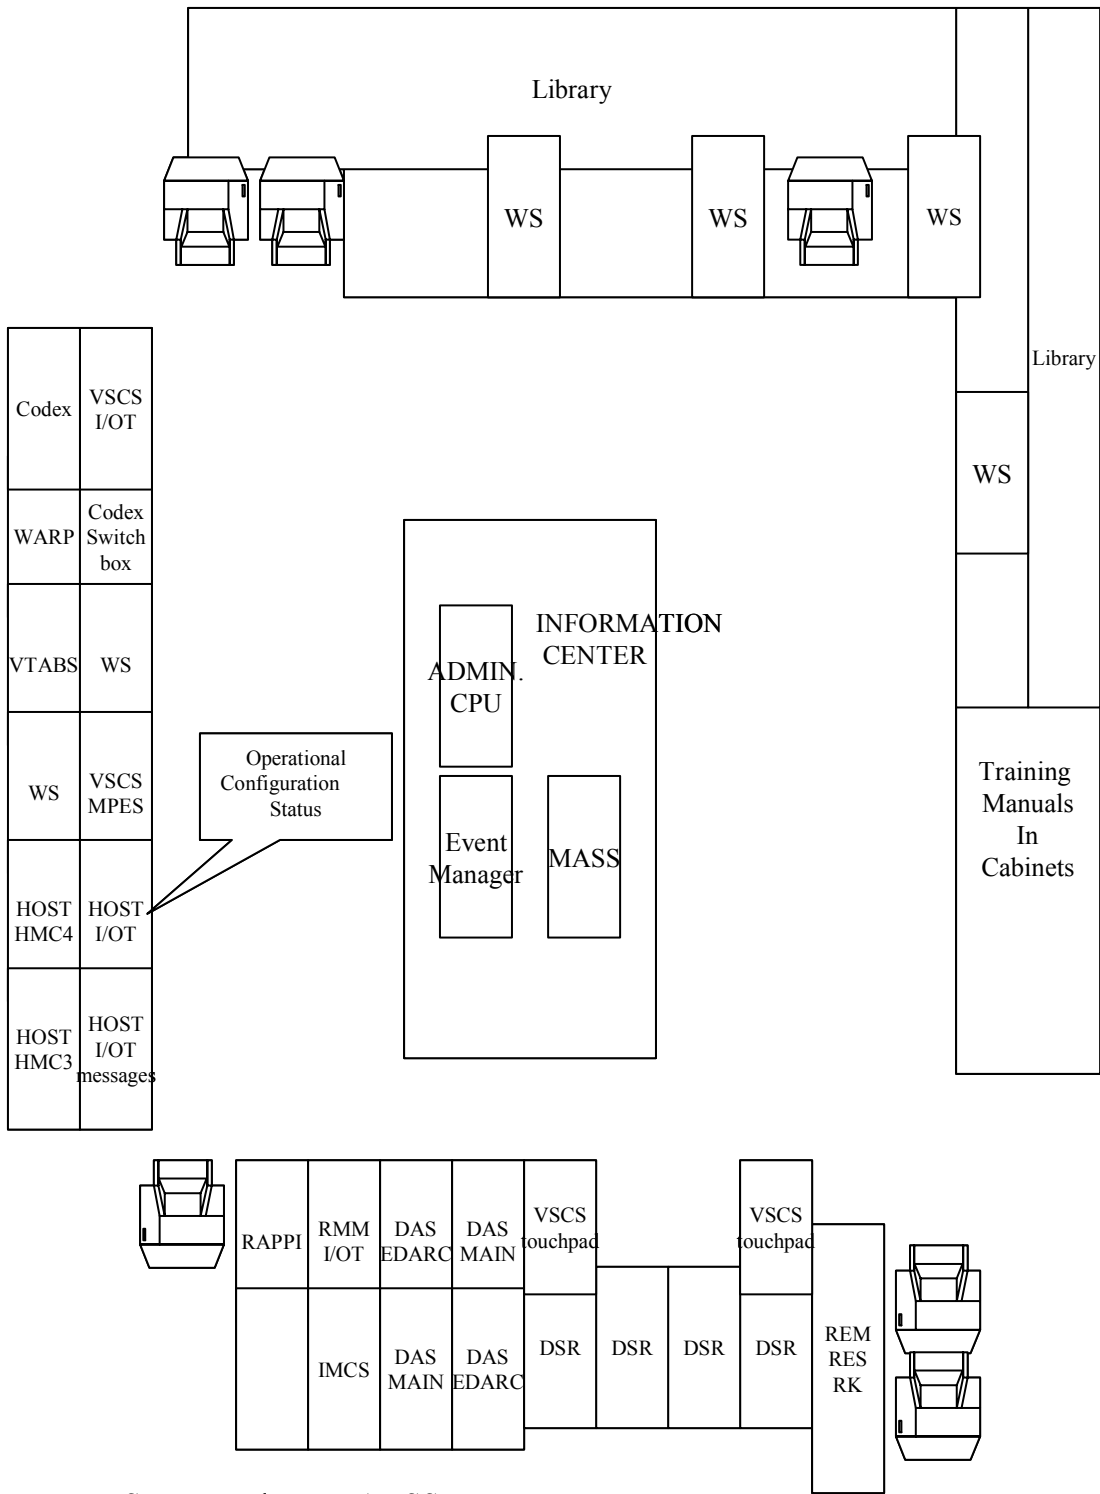 Library
WS
WS
WS
Library
Codex
VSCS
I/OT
WS
WARP
Codex
Switch
box
INFORMATION
CENTER
ADMIN.
CPU
VTABS
WS
Operational
Configuration
Status
WS
VSCS
MPES
Training
Manuals
In
Cabinets
Event
Manager
MASS
HOST
HMC4
HOST
I/OT
HOST
HMC3
HOST
I/OT
messages
RAPPI
RMM
I/OT
DAS
EDARC
DAS
MAIN
VSCS
touchpad
VSCS
touchpad
IMCS
DAS
MAIN
DAS
EDARC
DSR
DSR
DSR
DSR
REM
RES
RK